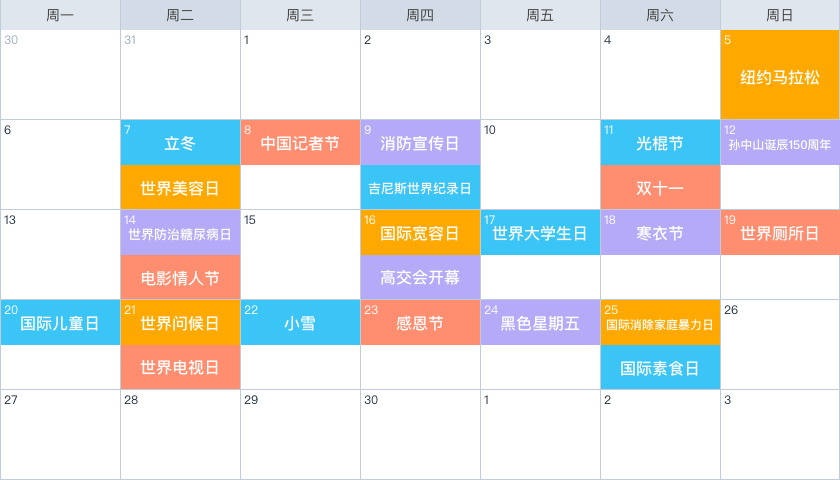 周一 周二 周三 周四 周五 周六 周日
30 31 1 2 3 4 5
纽约马拉松
6 7 8 9 10 11 12
立冬 中国记者节 消防宣传日 光棍节 孙中山诞辰150周年
世界美容日 吉尼斯世界纪录日 双十一
13 14 15 16 17 18 19
世界防治糖尿病日 国际宽容日 世界大学生日 寒衣节 世界厕所日
电影情人节 高交会开幕
20 21 22 23 24 25 26
国际儿童日 世界问候日 小雪 感恩节 黑色星期五 国际消除家庭暴力日
世界电视日 国际素食日
27 28 29 30 1 2 3